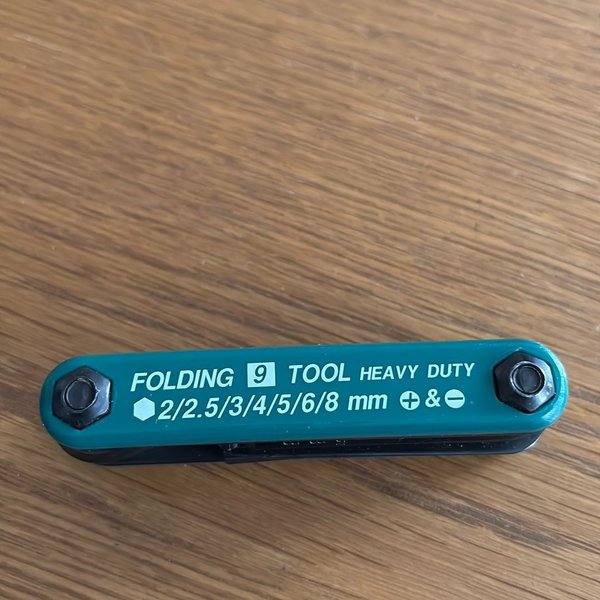 FOLDING 9 TOOL HEAVY DUTY
2/2.5/3/4/5/6/8 mm ⊕ & ⊖